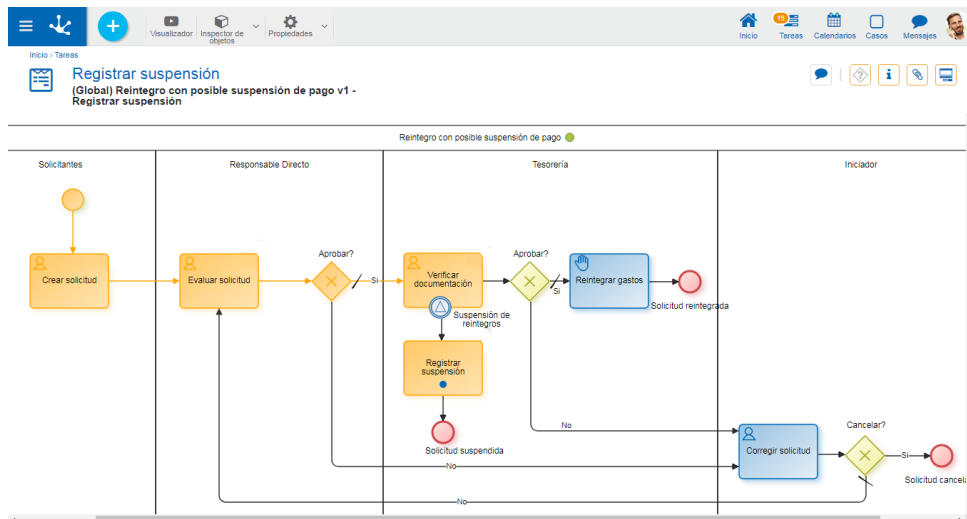 Visualizador
Inspector de
objetos
Propiedades
Inicio
15
Tareas
Calendarios
Casos
Mensajes
Inicio › Tareas
Registrar suspensión
(Global) Reintegro con posible suspensión de pago v1 -
Registrar suspensión
Reintegro con posible suspensión de pago
Solicitantes
Responsable Directo
Tesorería
Iniciador
Crear solicitud
Evaluar solicitud
Aprobar?
Si
Verificar
documentación
Suspensión de
reintegros
Registrar
suspensión
Solicitud suspendida
Aprobar?
Si
Reintegrar gastos
Solicitud reintegrada
No
No
Corregir solicitud
Cancelar?
Si
Solicitud cancela
No